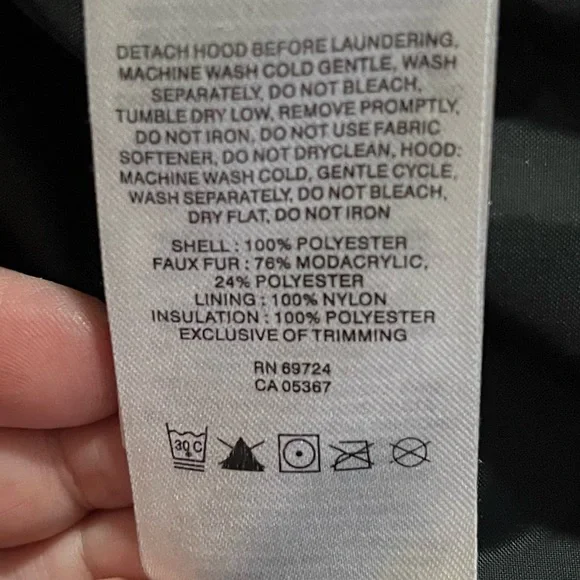 DETACH HOOD BEFORE LAUNDERING,
MACHINE WASH COLD GENTLE, WASH
SEPARATELY, DO NOT BLEACH,
TUMBLE DRY LOW, REMOVE PROMPTLY,
DO NOT IRON, DO NOT USE FABRIC
SOFTENER, DO NOT DRYCLEAN, HOOD:
MACHINE WASH COLD, GENTLE CYCLE,
WASH SEPARATELY, DO NOT BLEACH,
DRY FLAT, DO NOT IRON
SHELL : 100% POLYESTER
FAUX FUR : 76% MODACRYLIC,
24% POLYESTER
LINING : 100% NYLON
INSULATION : 100% POLYESTER
EXCLUSIVE OF TRIMMING
RN 69724
CA 05367
30 C